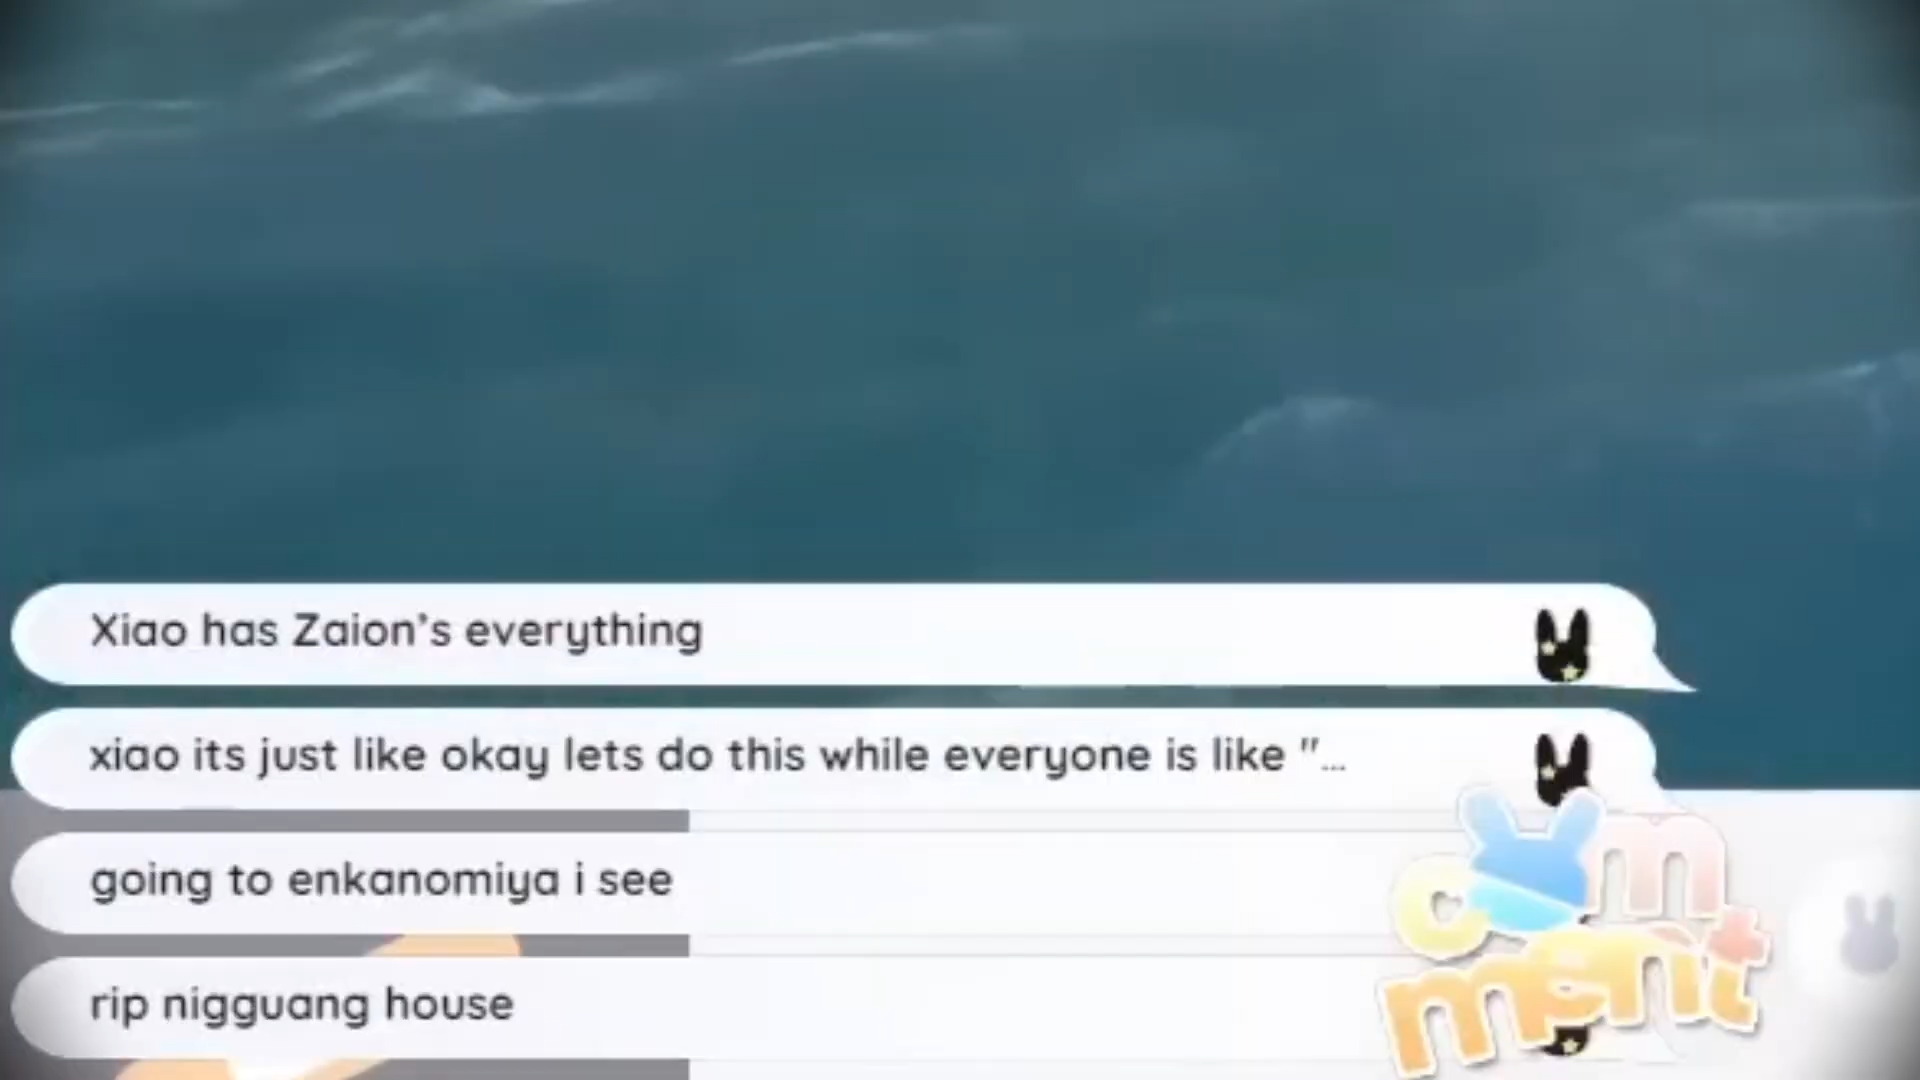 Xiao has Zaion’s everything
xiao its just like okay lets do this while everyone is like "...
going to enkanomiya i see
rip nigguang house
comment